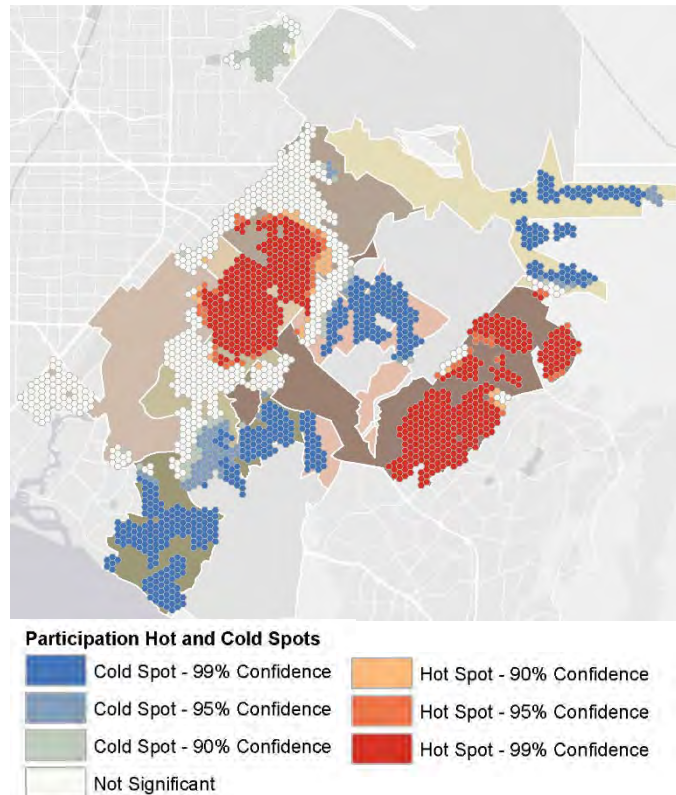 Participation Hot and Cold Spots
Cold Spot - 99% Confidence
Cold Spot - 95% Confidence
Cold Spot - 90% Confidence
Not Significant
Hot Spot - 90% Confidence
Hot Spot - 95% Confidence
Hot Spot - 99% Confidence